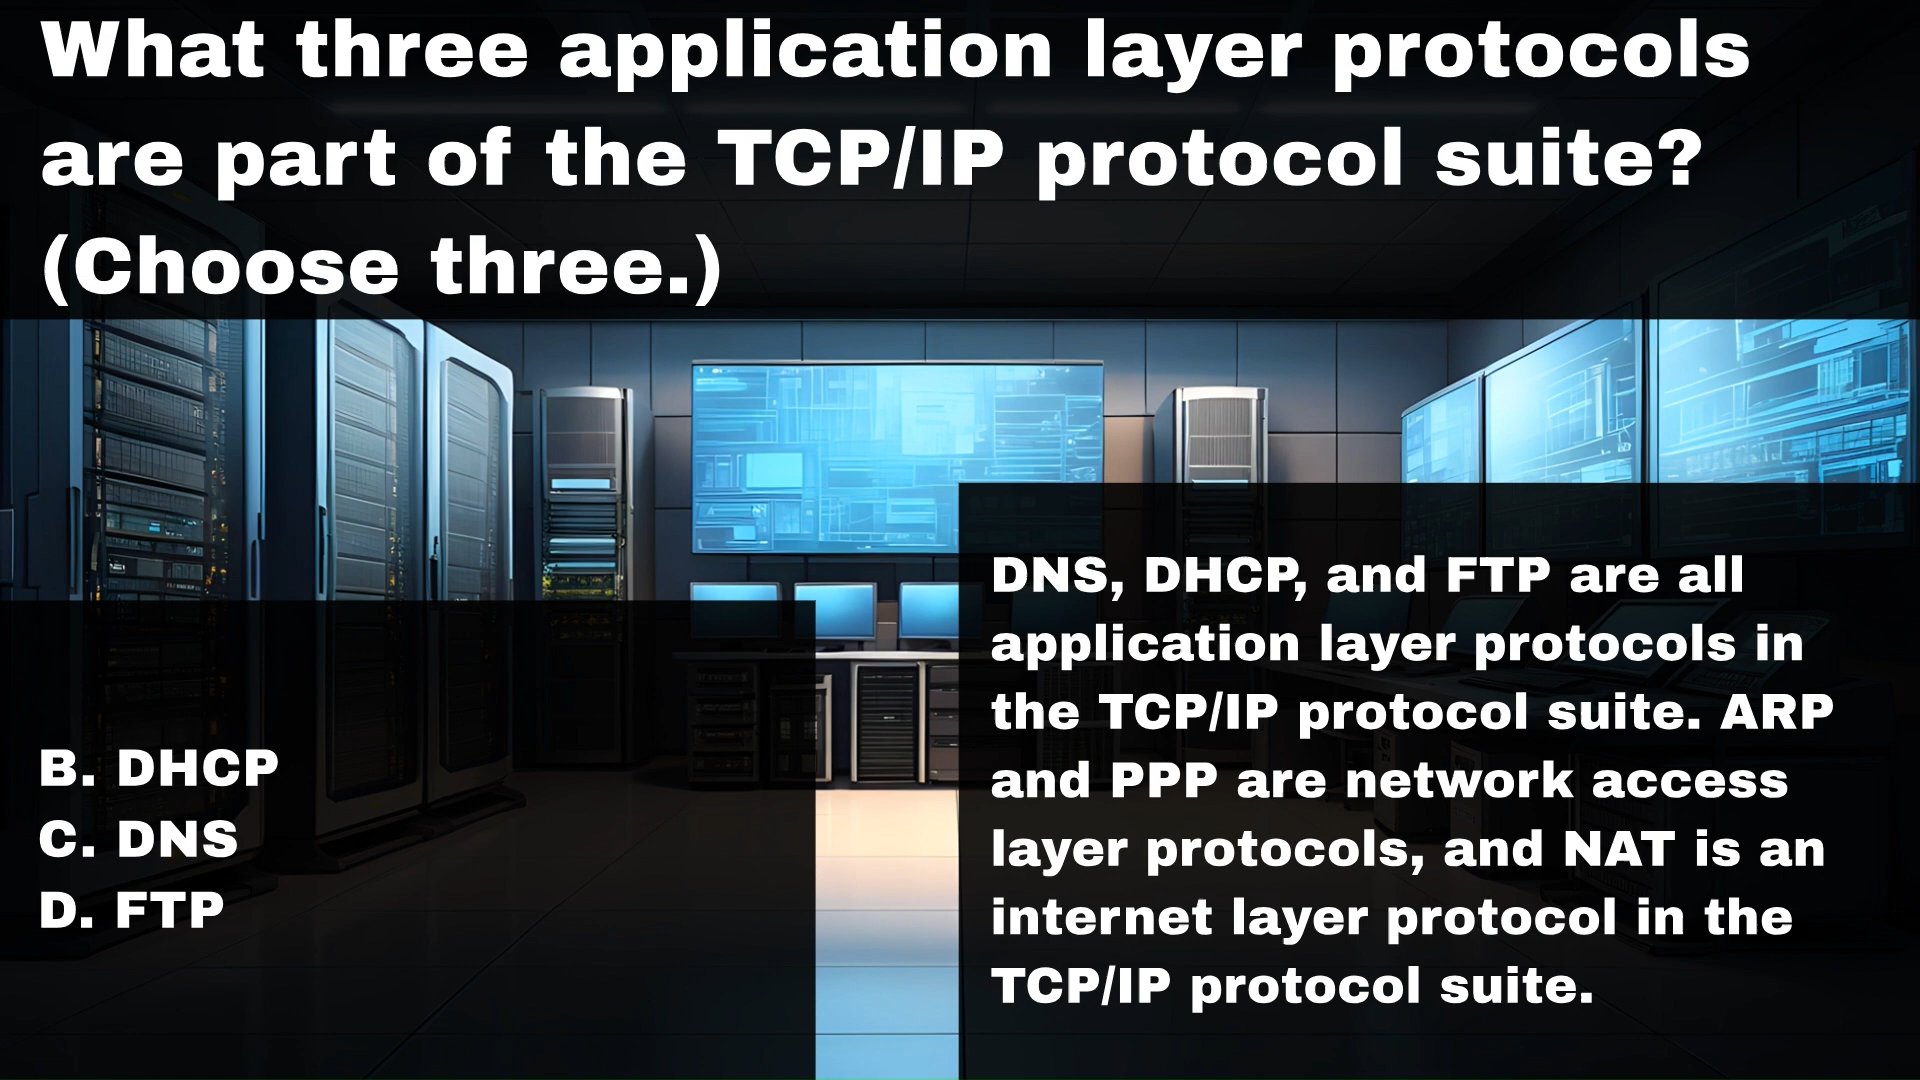 What three application layer protocols
are part of the TCP/IP protocol suite?
(Choose three.)
B. DHCP
C. DNS
D. FTP
DNS, DHCP, and FTP are all
application layer protocols in
the TCP/IP protocol suite. ARP
and PPP are network access
layer protocols, and NAT is an
internet layer protocol in the
TCP/IP protocol suite.